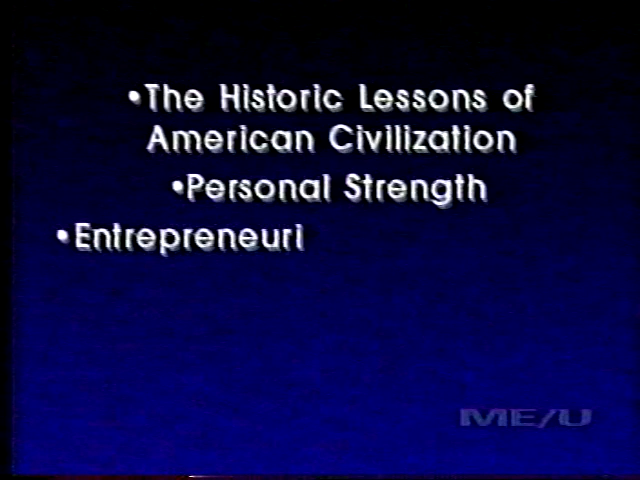 •The Historic Lessons of
American Civilization
•Personal Strength
•Entrepreneuri
ME/U